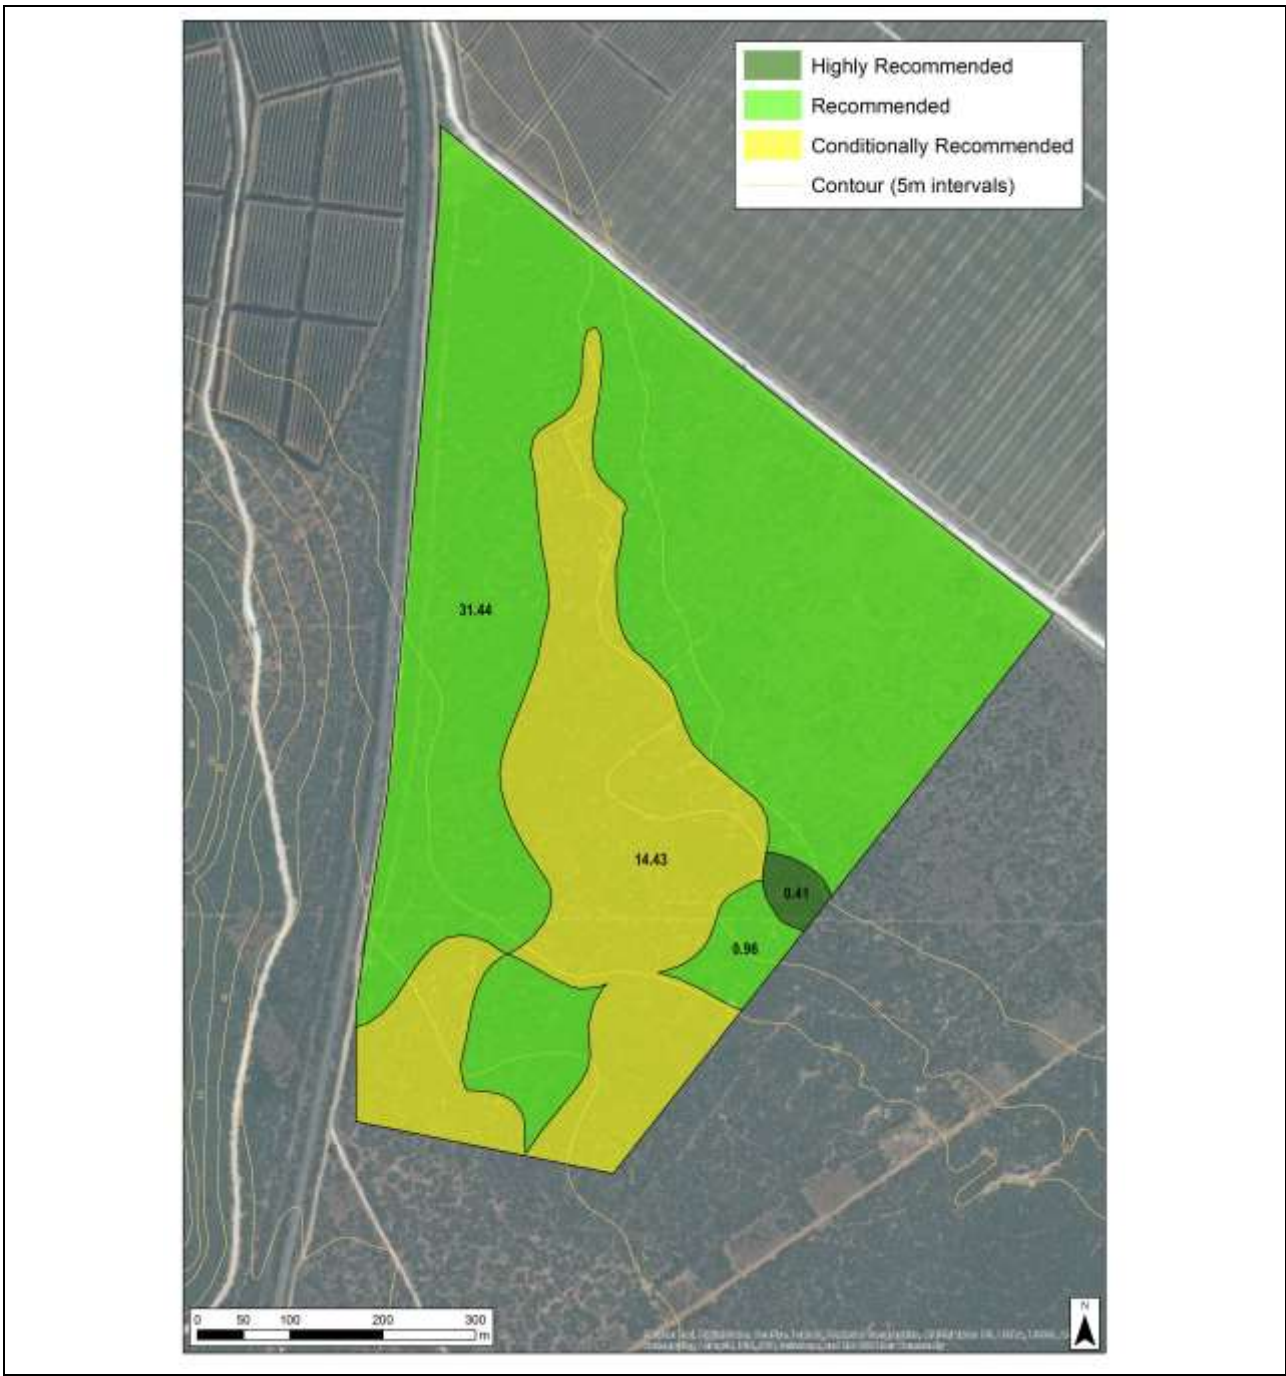 Highly Recommended
Recommended
Conditionally Recommended
Contour (5m intervals)
31.44
14.43
0.41
0.96
0 50 100 200 300
m
N